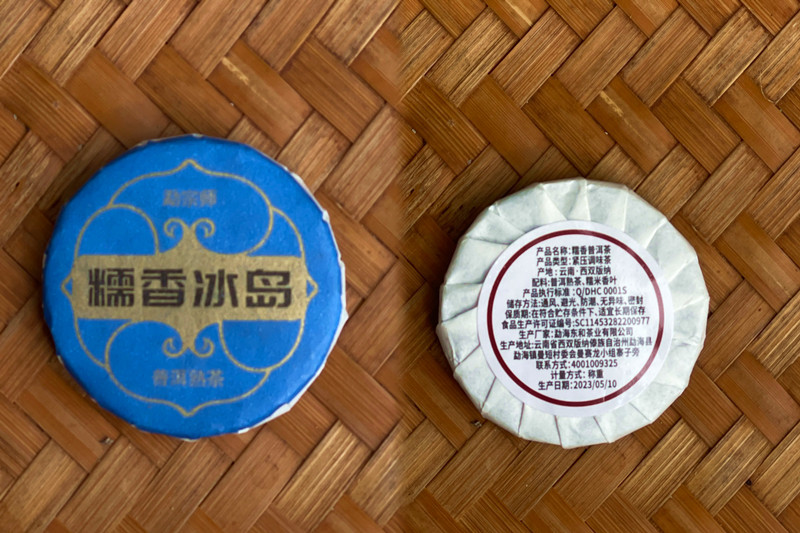 勐宗师
糯香冰岛
普洱熟茶
产品名称:糯香普洱茶
产品类型:紧压调味茶
产地:云南·西双版纳
配料:普洱熟茶、糯米香叶
产品执行标准:Q/DHC 0001S
储存方法:通风、避光、防潮、无异味、密封
保质期:在符合贮存条件下,适宜长期保存
食品生产许可证编号:SC11453282200977
生产厂家:勐海东和茶业有限公司
生产地址:云南省西双版纳傣族自治州勐海县
勐海镇曼短村委会曼赛龙小组寨子旁
联系方式:4001009325
计量方式:称重
生产日期:2023/05/10